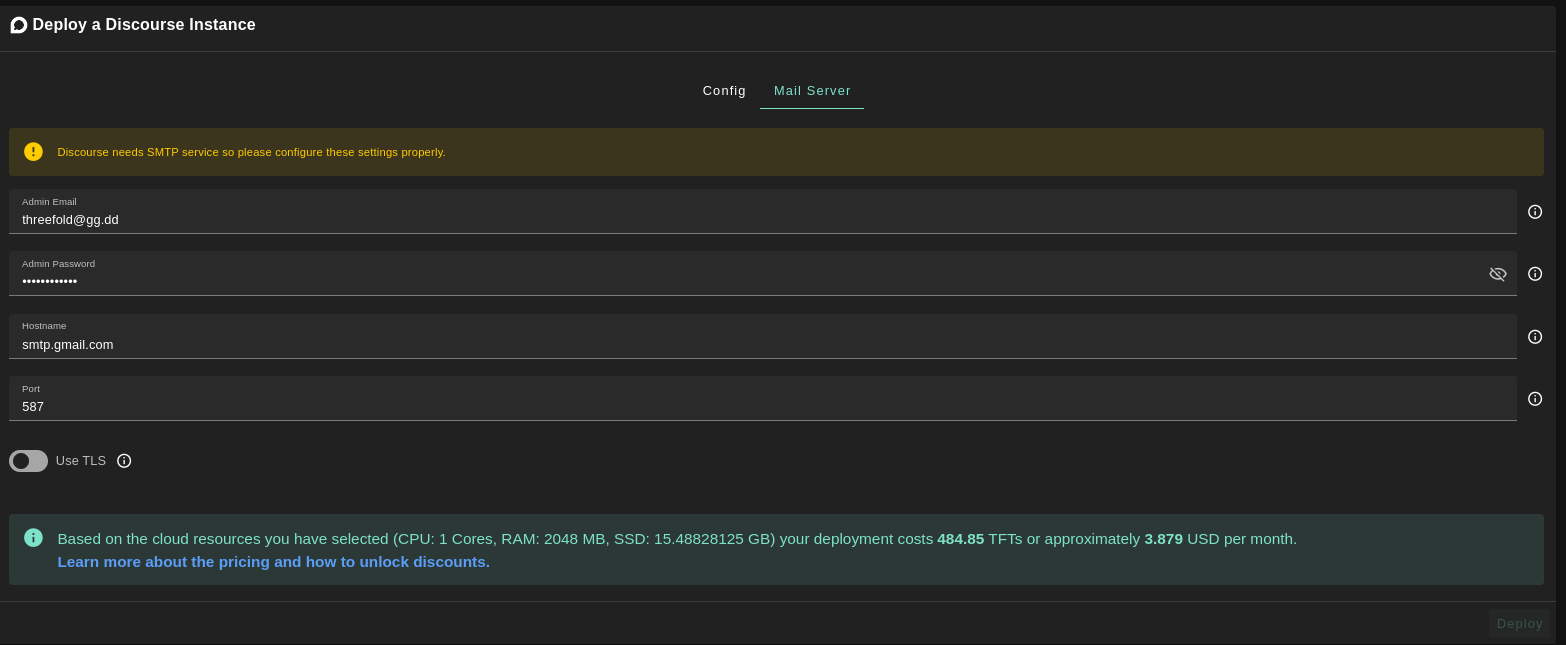 Deploy a Discourse Instance
Config
Mail Server
Discourse needs SMTP service so please configure these settings properly.
Admin Email
threefold@gg.dd
Admin Password
••••••••••••
Hostname
smtp.gmail.com
Port
587
Use TLS
Based on the cloud resources you have selected (CPU: 1 Cores, RAM: 2048 MB, SSD: 15.48828125 GB) your deployment costs 484.85 TFTs or approximately 3.879 USD per month.
Learn more about the pricing and how to unlock discounts.
Deploy